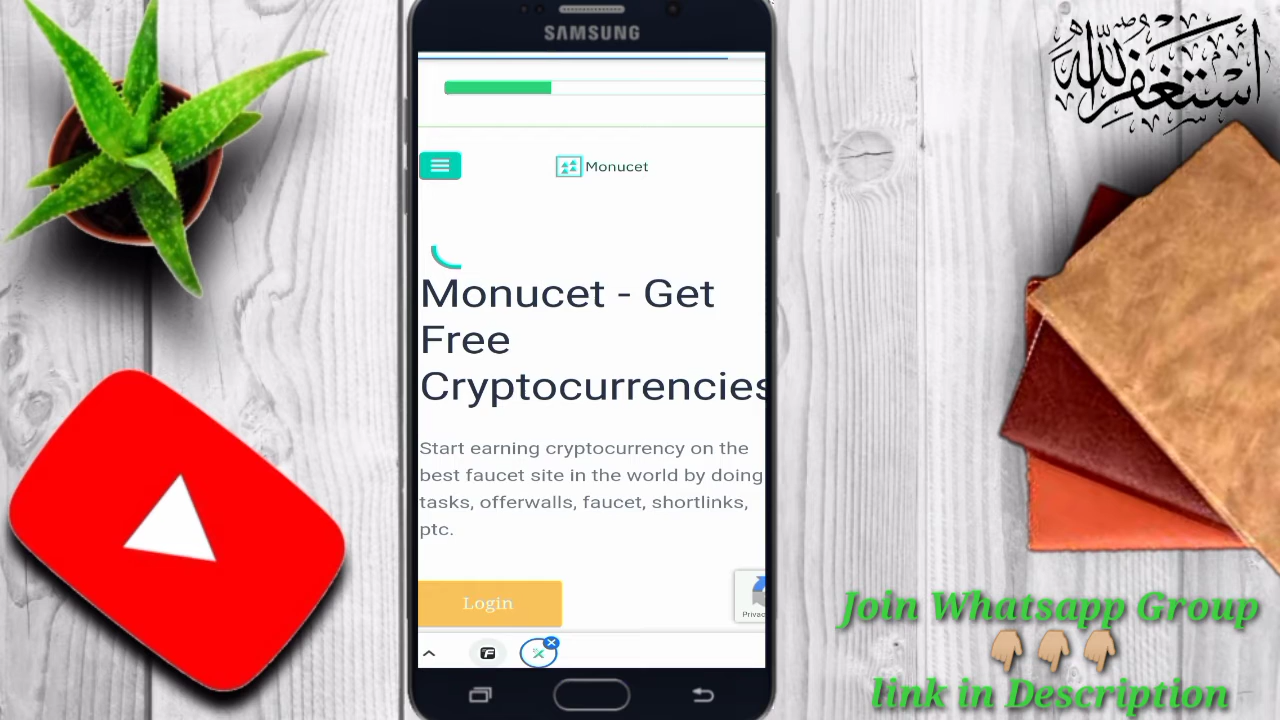 SAMSUNG
أستغفر الله
Monucet
Monucet - Get
Free
Cryptocurrencies
Start earning cryptocurrency on the
best faucet site in the world by doing
tasks, offerwalls, faucet, shortlinks,
ptc.
Login
Privac
Join Whatsapp Group
👇🏽👇🏽👇🏽
link in Description